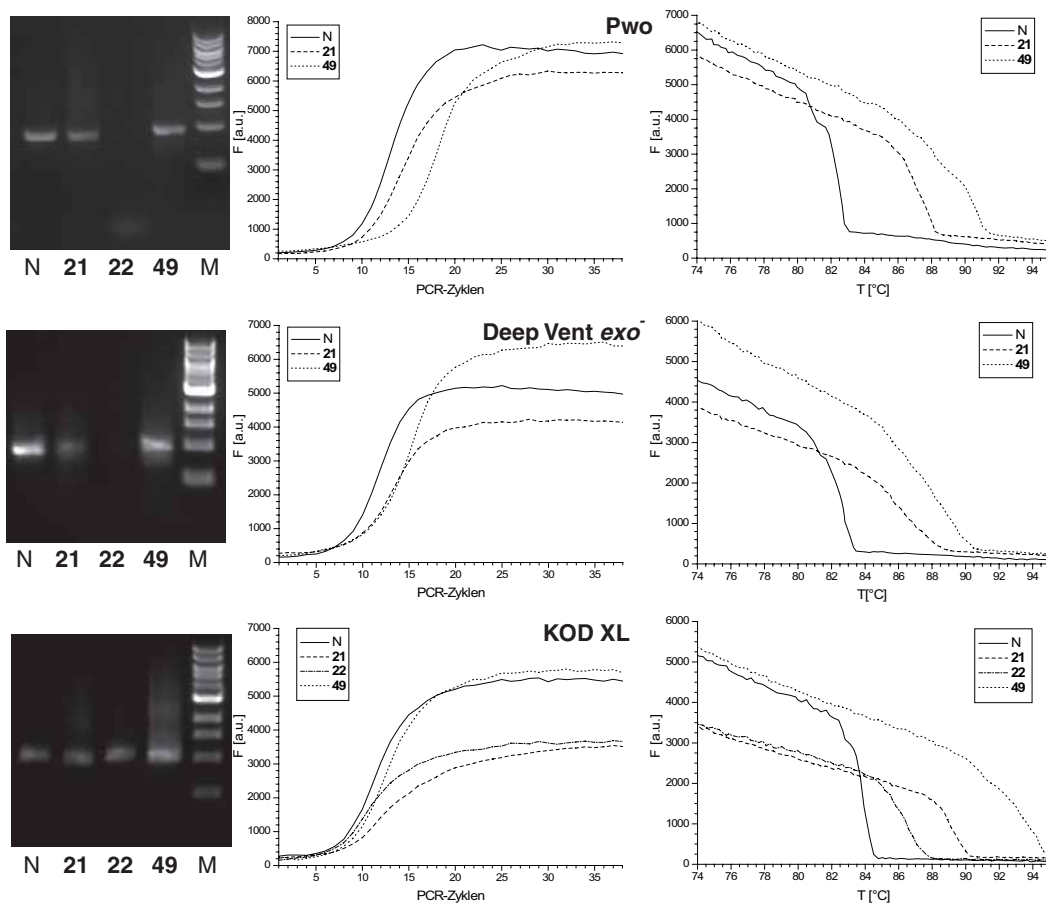 N 21 22 49 M
Pwo
F [a.u.]
8000
7000
6000
5000
4000
3000
2000
1000
0
5 10 15 20 25 30 35
PCR-Zyklen
N
21
49
F [a.u.]
8000
7000
6000
5000
4000
3000
2000
1000
0
74 76 78 80 82 84 86 88 90 92 94
T [°C]
N
21
49
N 21 22 49 M
Deep Vent exo-
F [a.u.]
7000
6000
5000
4000
3000
2000
1000
0
5 10 15 20 25 30 35
PCR-Zyklen
N
21
49
F [a.u.]
6000
5000
4000
3000
2000
1000
0
74 76 78 80 82 84 86 88 90 92 94
T[°C]
N
21
49
N 21 22 49 M
KOD XL
F [a.u.]
7000
6000
5000
4000
3000
2000
1000
0
5 10 15 20 25 30 35
PCR-Zyklen
N
21
22
49
F [a.u.]
6000
5000
4000
3000
2000
1000
0
74 76 78 80 82 84 86 88 90 92 94
T [°C]
N
21
22
49